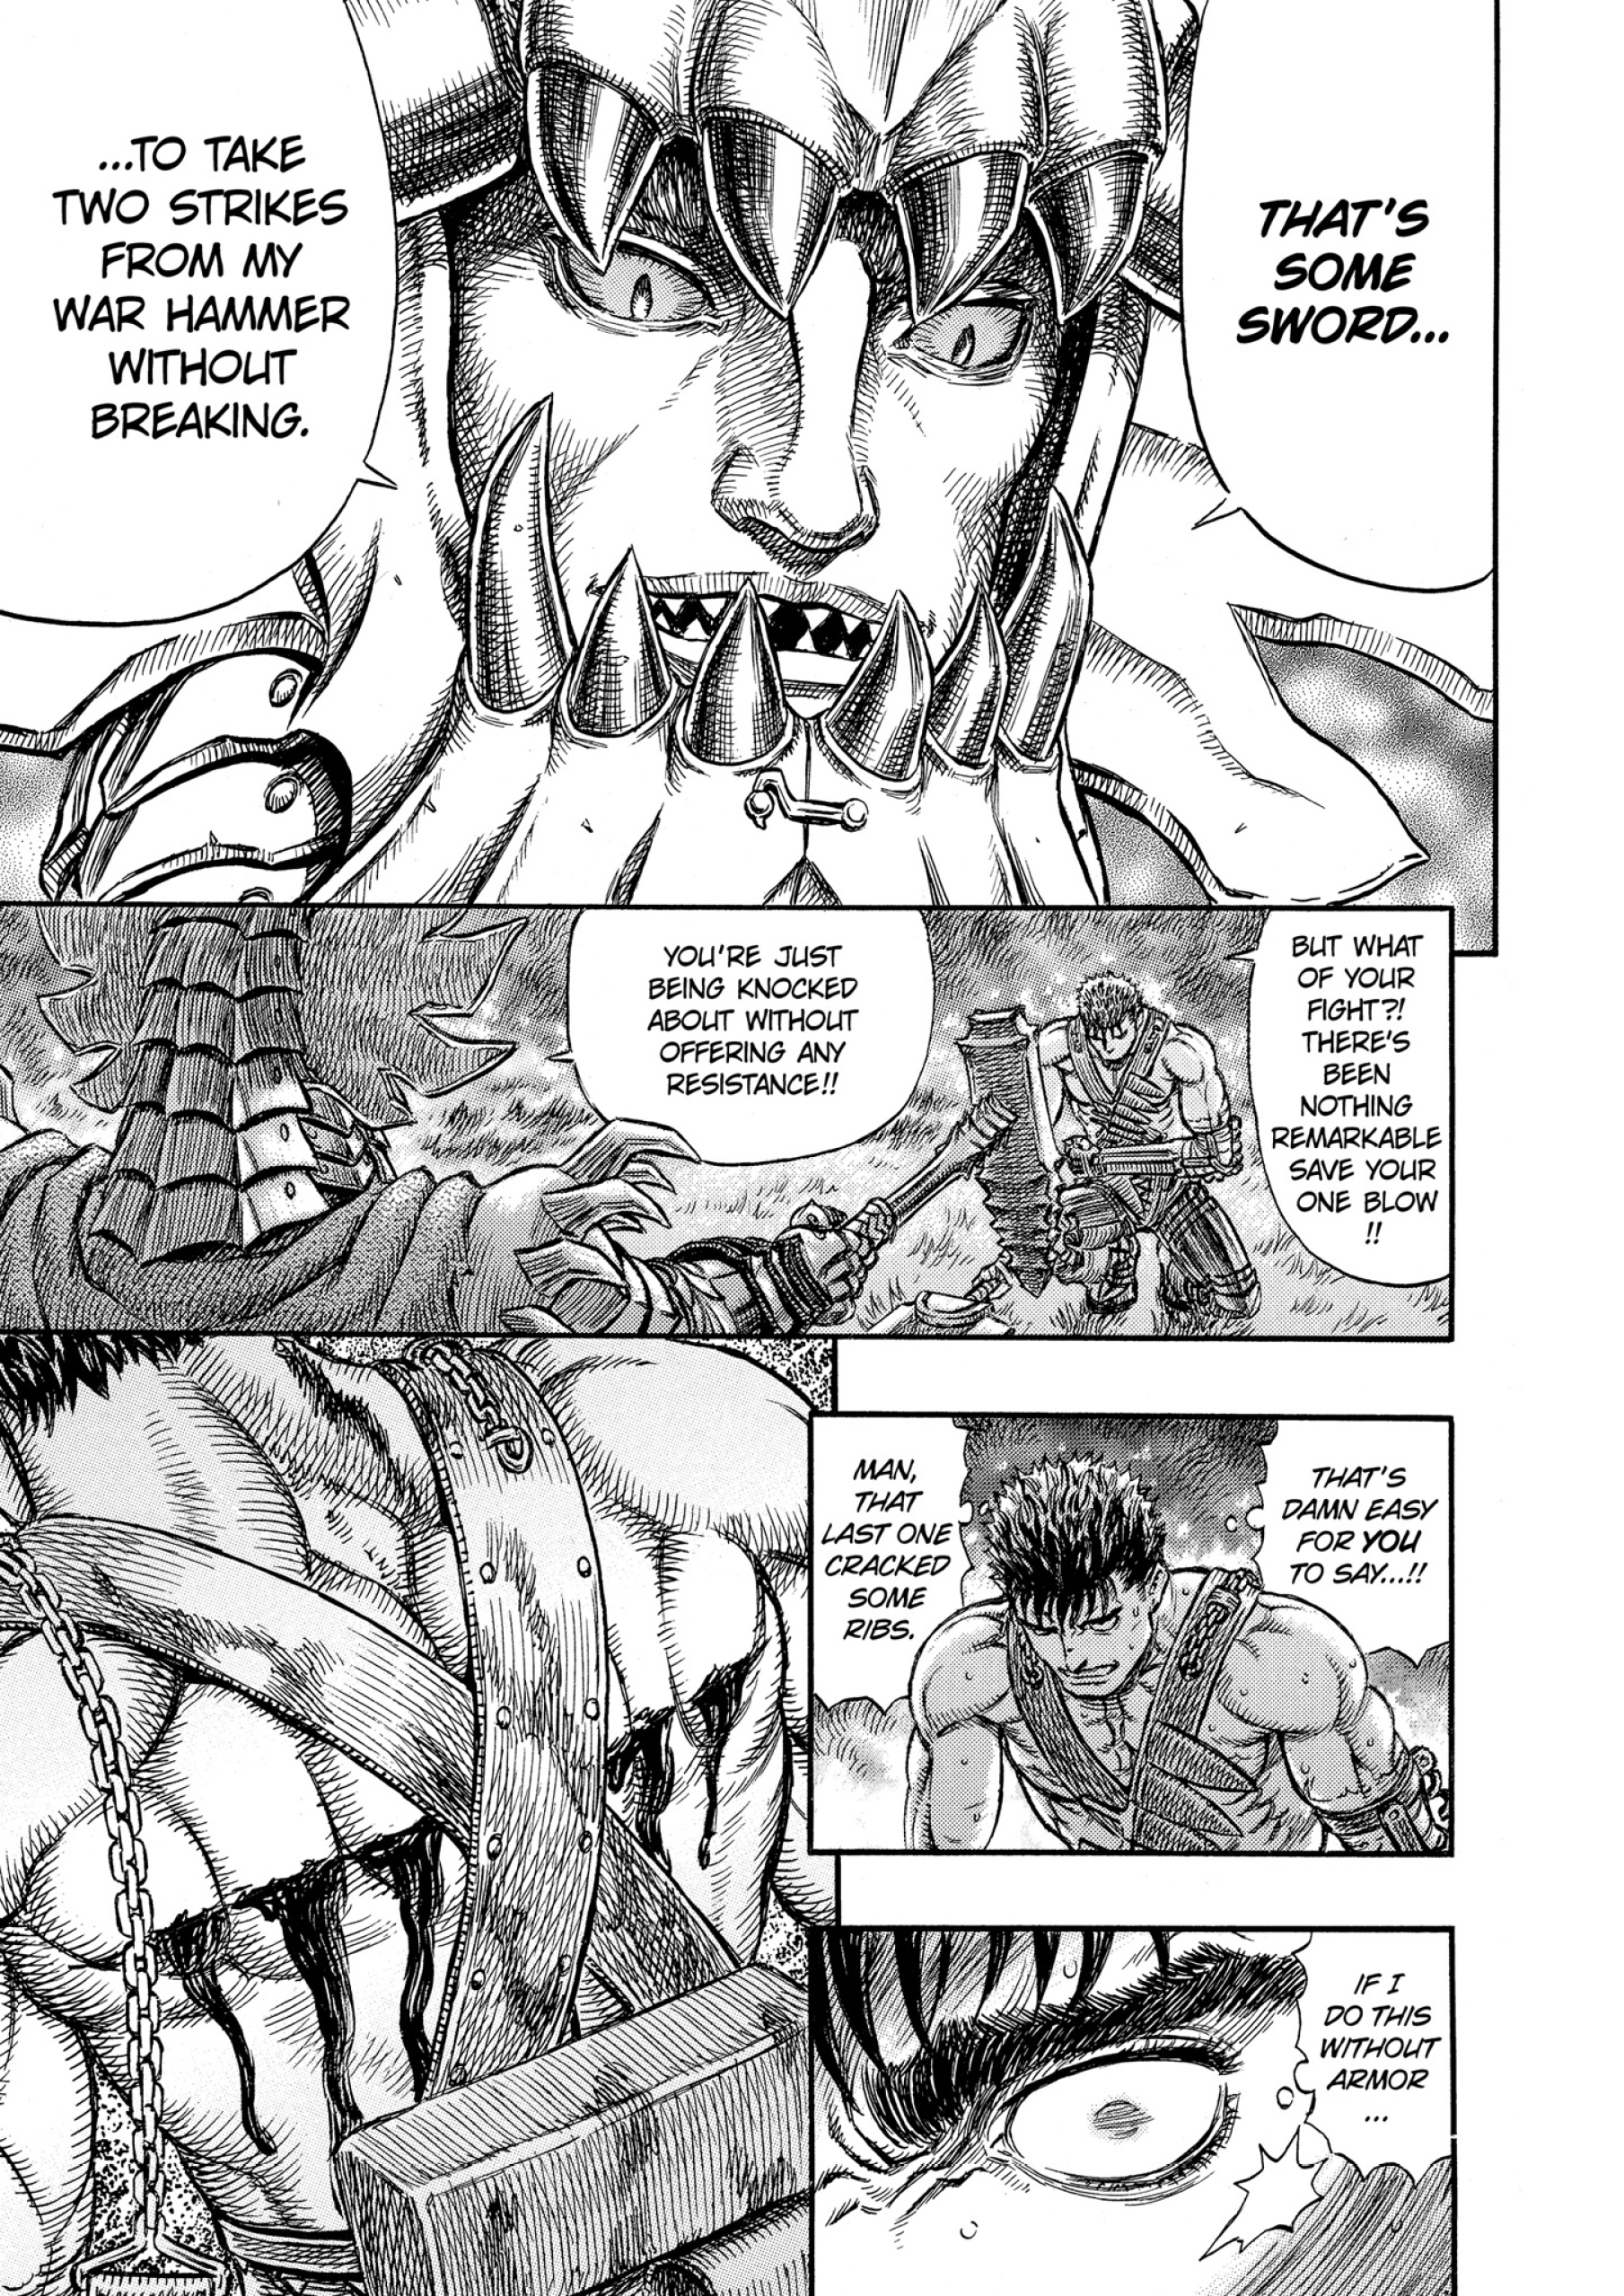 THAT'S
SOME
SWORD...
...TO TAKE
TWO STRIKES
FROM MY
WAR HAMMER
WITHOUT
BREAKING.
BUT WHAT
OF YOUR
FIGHT?!
THERE'S
BEEN
NOTHING
REMARKABLE
SAVE YOUR
ONE BLOW
!!
YOU'RE JUST
BEING KNOCKED
ABOUT WITHOUT
OFFERING ANY
RESISTANCE!!
THAT'S
DAMN EASY
FOR YOU
TO SAY...!!
MAN,
THAT
LAST ONE
CRACKED
SOME
RIBS.
IF I
DO THIS
WITHOUT
ARMOR
...